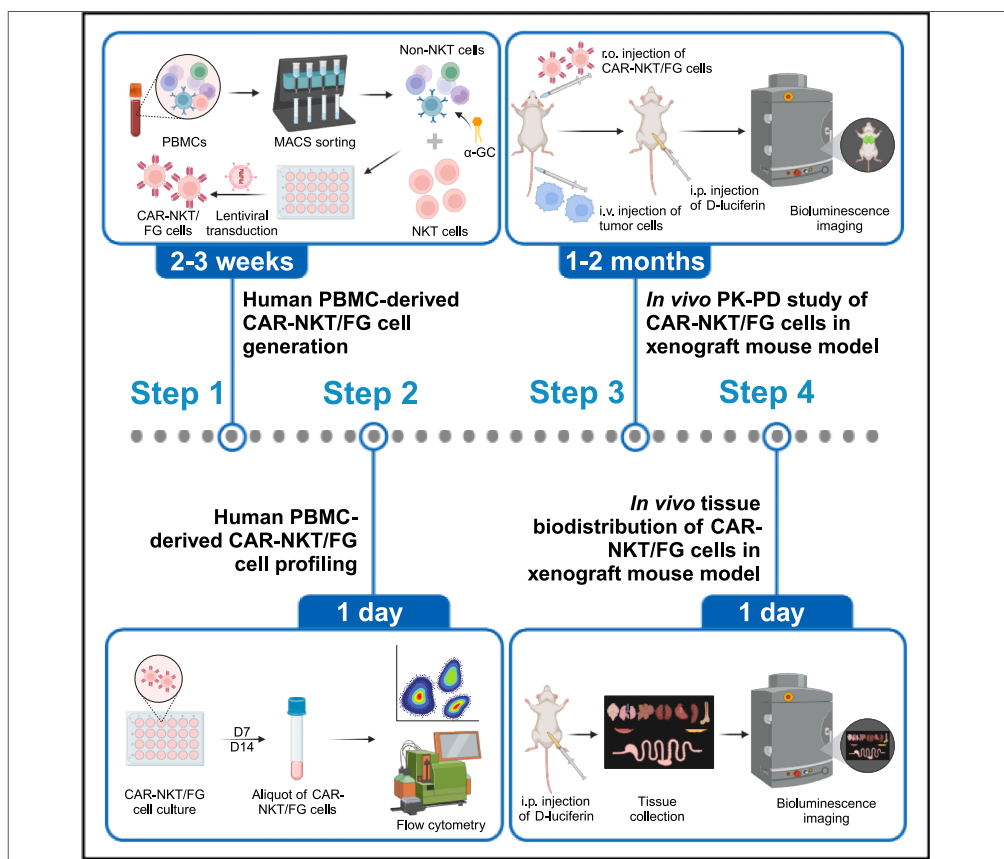 Non-NKT cells
PBMCs
MACS sorting
α-GC
CAR-NKT/
FG cells
Lentiviral
transduction
NKT cells
2-3 weeks
Human PBMC-derived
CAR-NKT/FG cell
generation
r.o. injection of
CAR-NKT/FG cells
i.v. injection of
tumor cells
i.p. injection
of D-luciferin
Bioluminescence
imaging
1-2 months
In vivo PK-PD study of
CAR-NKT/FG cells in
xenograft mouse model
Step 1
Step 2
Step 3
Step 4
Human PBMC-
derived CAR-NKT/FG
cell profiling
1 day
CAR-NKT/FG
cell culture
D7
D14
Aliquot of CAR-
NKT/FG cells
Flow cytometry
In vivo tissue
biodistribution of CAR-
NKT/FG cells in
xenograft mouse model
1 day
i.p. injection
of D-luciferin
Tissue
collection
Bioluminescence
imaging